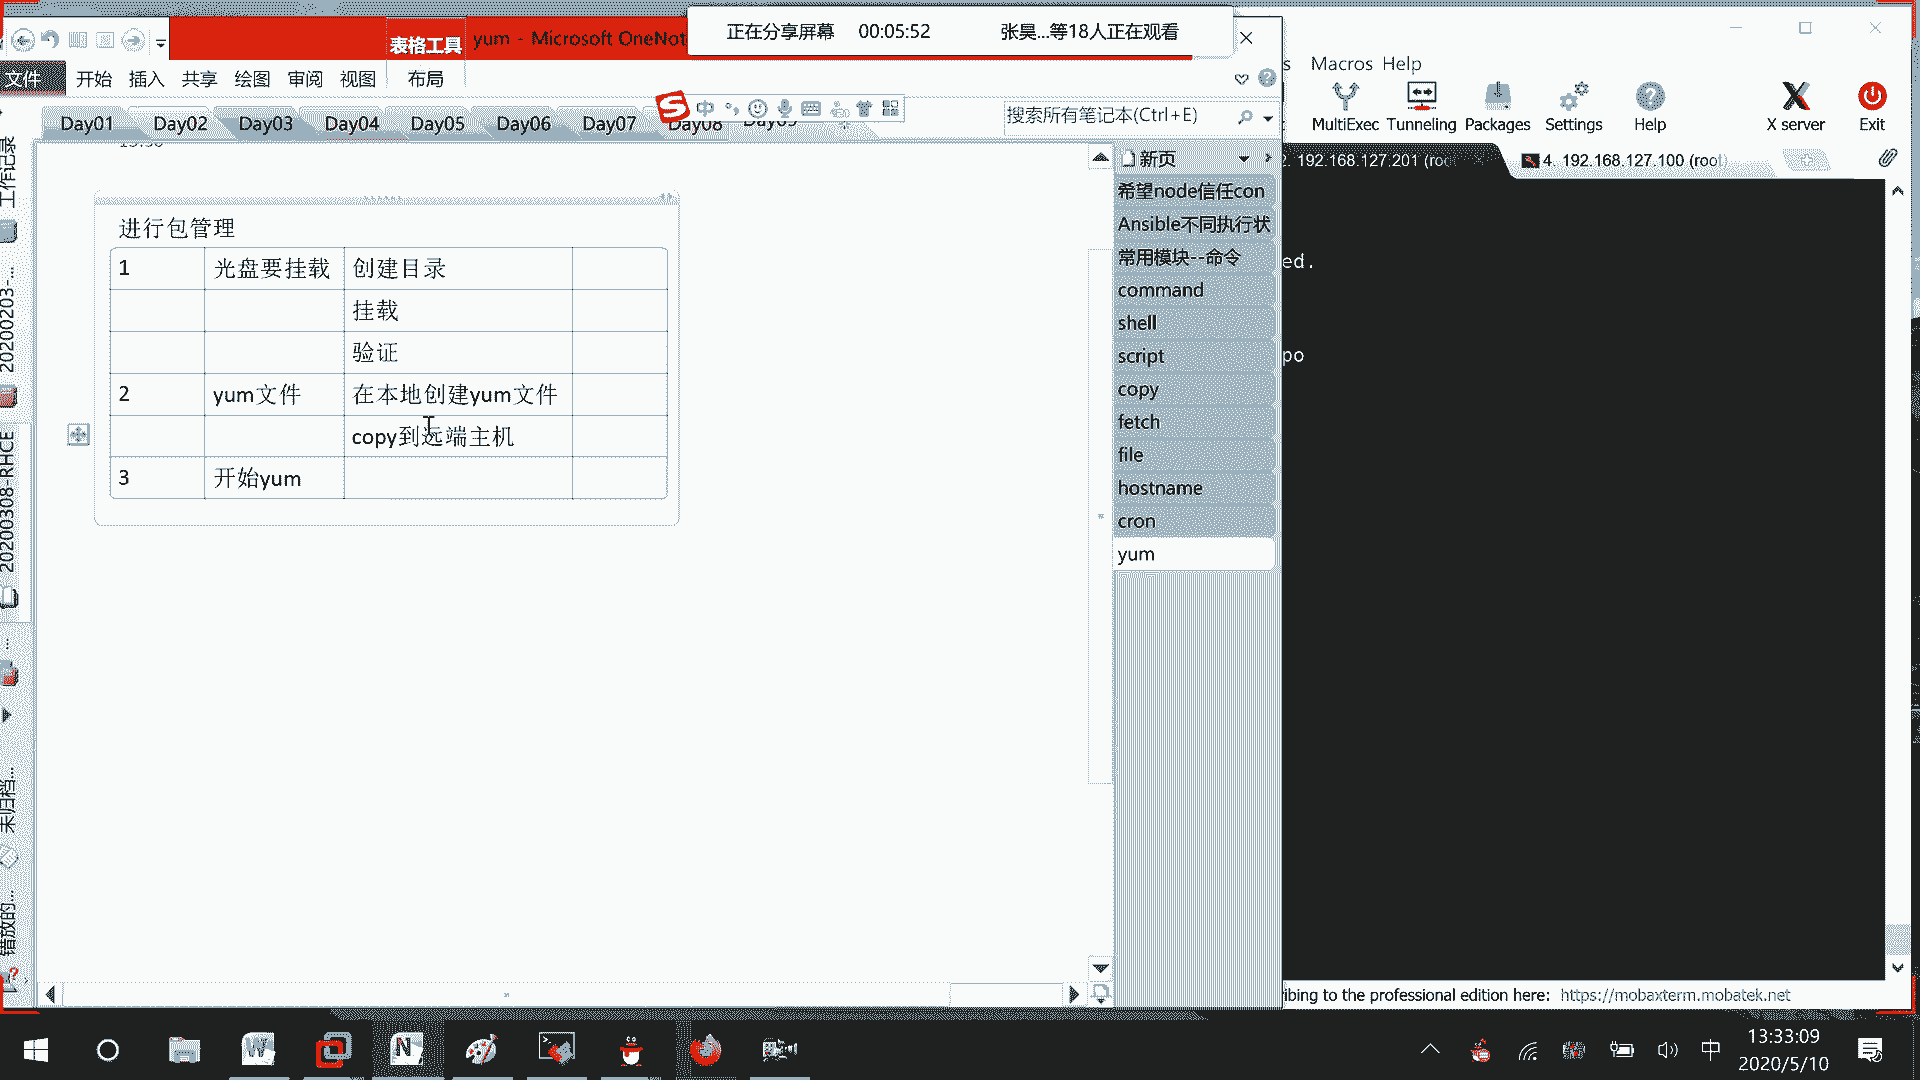 正在分享屏幕 00:05:52 张昊...等18人正在观看
表格工具 yum - Microsoft OneNot
文件 开始 插入 共享 绘图 审阅 视图 布局
Day01 Day02 Day03 Day04 Day05 Day06 Day07 Day08 Day09
中
搜索所有笔记本(Ctrl+E)
工作记录
20200203-...
20200308-RHCE
未归档...
错放的...
进行包管理
1 光盘要挂载 创建目录
挂载
验证
2 yum文件 在本地创建yum文件
copy到远端主机
3 开始yum
新页
希望node信任con
Ansible不同执行状
常用模块--命令
command
shell
script
copy
fetch
file
hostname
cron
yum
s Macros Help
MultiExec Tunneling Packages Settings Help X server Exit
2. 192.168.127.201 (roo 4. 192.168.127.100 (root)
ed.
po
ibing to the professional edition here: https://mobaxterm.mobatek.net
中 13:33:09
2020/5/10